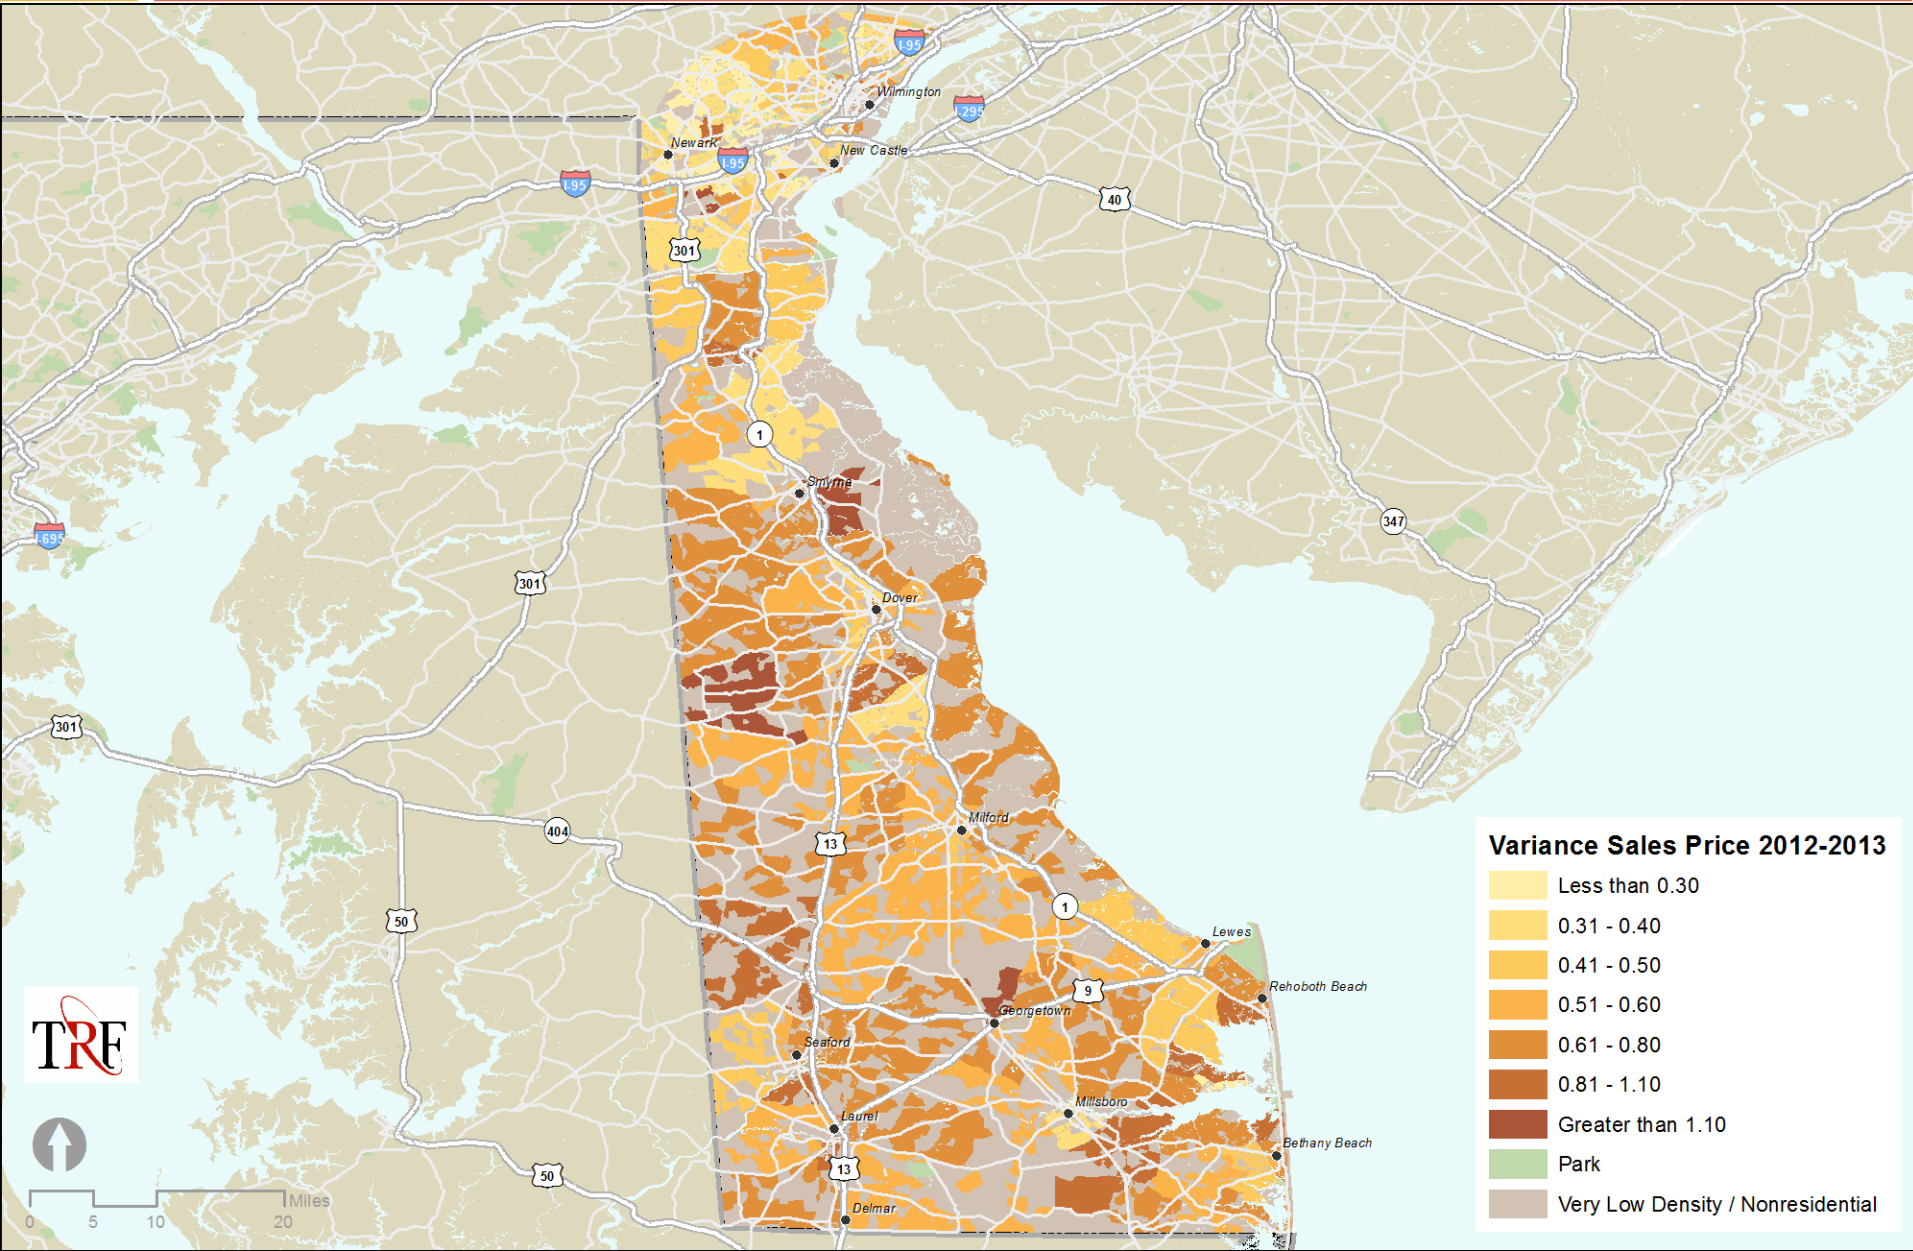 I-95
Wilmington
I-295
Newark
New Castle
I-95
I-95
40
301
1
Smyrna
347
I-695
301
Dover
301
Milford
404
13
50
1
Lewes
Rehoboth Beach
9
Georgetown
Seaford
Millsboro
Laurel
Bethany Beach
13
50
Delmar
TRF
Miles
0 5 10 20
Variance Sales Price 2012-2013
Less than 0.30
0.31 - 0.40
0.41 - 0.50
0.51 - 0.60
0.61 - 0.80
0.81 - 1.10
Greater than 1.10
Park
Very Low Density / Nonresidential